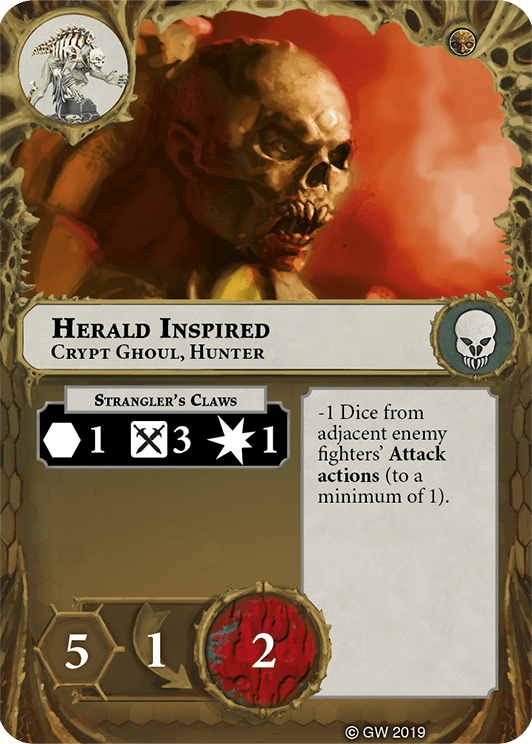 Herald Inspired
Crypt Ghoul, Hunter
Strangler's Claws
1 3 1
-1 Dice from
adjacent enemy
fighters' Attack
actions (to a
minimum of 1).
5 1 2
© GW 2019